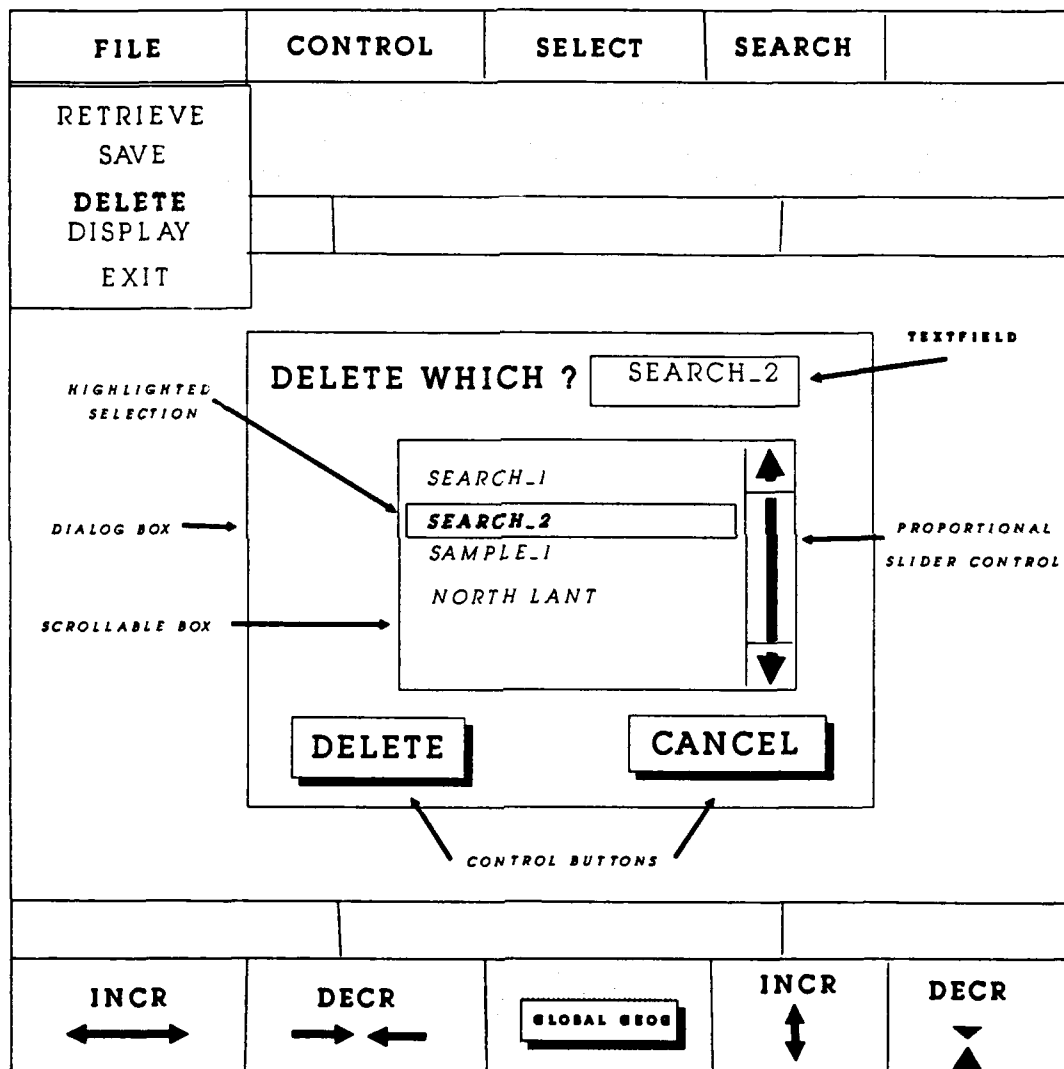 FILE CONTROL SELECT SEARCH
RETRIEVE
SAVE
DELETE
DISPLAY
EXIT
TEXTFIELD
DELETE WHICH ? SEARCH_2
HIGHLIGHTED
SELECTION
SEARCH_1
SEARCH_2
DIALOG BOX
PROPORTIONAL
SLIDER CONTROL
SAMPLE_1
NORTH LANT
SCROLLABLE BOX
DELETE CANCEL
CONTROL BUTTONS
INCR DECR GLOBAL GEOG INCR DECR